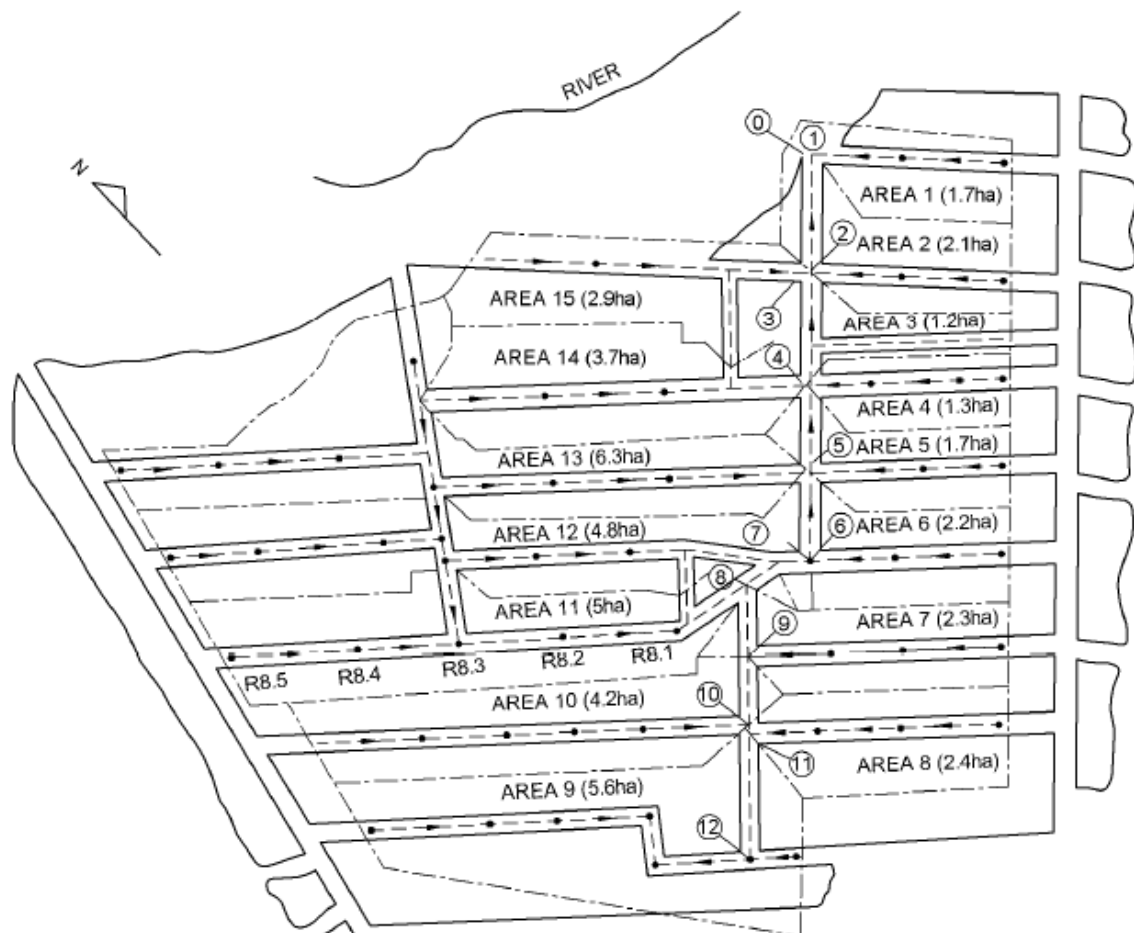 RIVER
N
0
1
AREA 1 (1.7ha)
2
AREA 2 (2.1ha)
AREA 15 (2.9ha)
3
AREA 3 (1.2ha)
AREA 14 (3.7ha)
4
AREA 4 (1.3ha)
AREA 13 (6.3ha)
5
AREA 5 (1.7ha)
AREA 12 (4.8ha)
7
6
AREA 6 (2.2ha)
8
AREA 11 (5ha)
9
AREA 7 (2.3ha)
R8.5
R8.4
R8.3
R8.2
R8.1
AREA 10 (4.2ha)
10
11
AREA 8 (2.4ha)
AREA 9 (5.6ha)
12